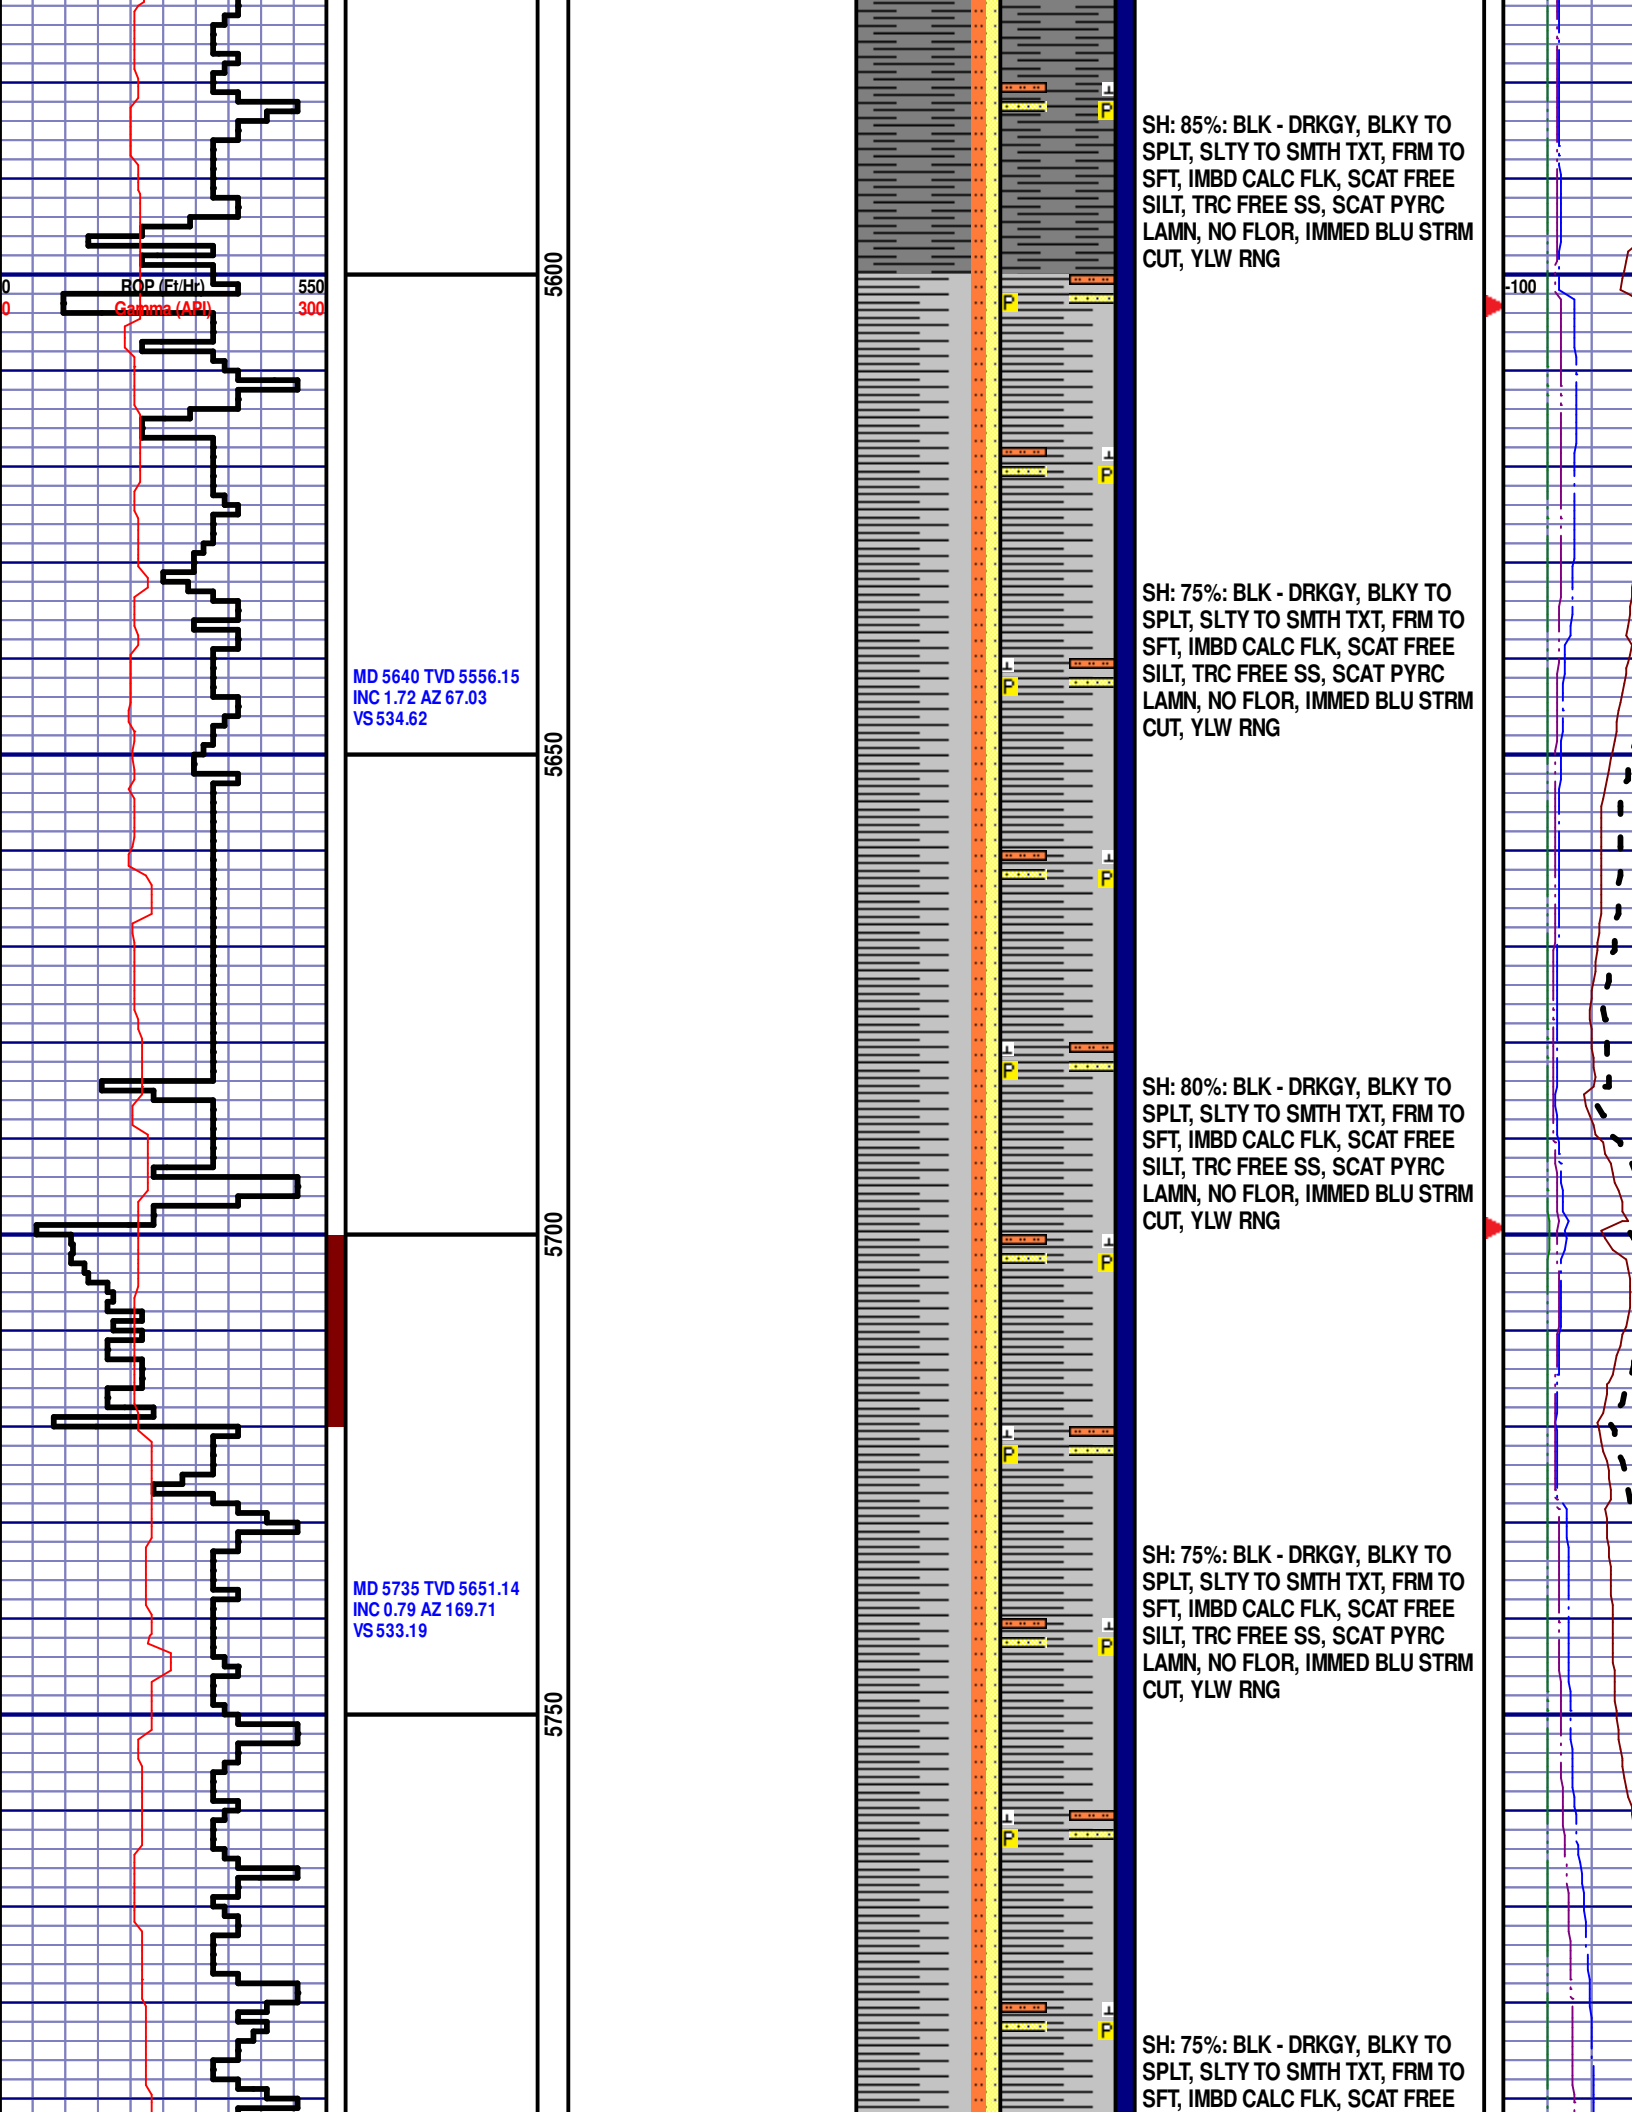 SH: 85%: BLK - DRKGY, BLKY TO
SPLT, SLTY TO SMTH TXT, FRM TO
SFT, IMBD CALC FLK, SCAT FREE
SILT, TRC FREE SS, SCAT PYRC
LAMN, NO FLOR, IMMED BLU STRM
CUT, YLW RNG
P
5600
0 ROP (Ft/Hr) 550
0 Gamma (API) 300
-100
P
P
SH: 75%: BLK - DRKGY, BLKY TO
SPLT, SLTY TO SMTH TXT, FRM TO
SFT, IMBD CALC FLK, SCAT FREE
SILT, TRC FREE SS, SCAT PYRC
LAMN, NO FLOR, IMMED BLU STRM
CUT, YLW RNG
MD 5640 TVD 5556.15
INC 1.72 AZ 67.03
VS 534.62
P
5650
P
P
SH: 80%: BLK - DRKGY, BLKY TO
SPLT, SLTY TO SMTH TXT, FRM TO
SFT, IMBD CALC FLK, SCAT FREE
SILT, TRC FREE SS, SCAT PYRC
LAMN, NO FLOR, IMMED BLU STRM
CUT, YLW RNG
5700
P
P
SH: 75%: BLK - DRKGY, BLKY TO
SPLT, SLTY TO SMTH TXT, FRM TO
SFT, IMBD CALC FLK, SCAT FREE
SILT, TRC FREE SS, SCAT PYRC
LAMN, NO FLOR, IMMED BLU STRM
CUT, YLW RNG
MD 5735 TVD 5651.14
INC 0.79 AZ 169.71
VS 533.19
P
5750
P
P
SH: 75%: BLK - DRKGY, BLKY TO
SPLT, SLTY TO SMTH TXT, FRM TO
SFT, IMBD CALC FLK, SCAT FREE